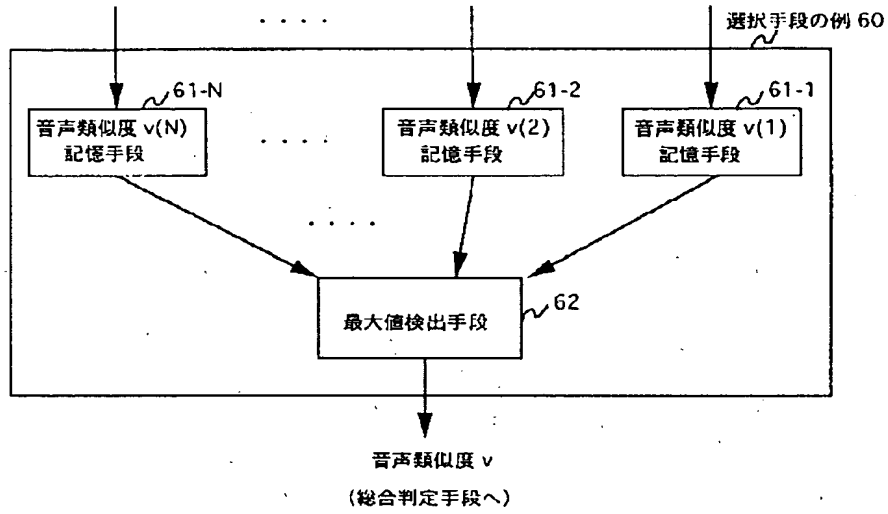 ・・・・
選択手段の例 60
61-N
61-2
61-1
音声類似度 v(N)
記憶手段
・・・・
音声類似度 v(2)
記憶手段
音声類似度 v(1)
記憶手段
・・・・
最大値検出手段
62
音声類似度 v
(総合判定手段へ)